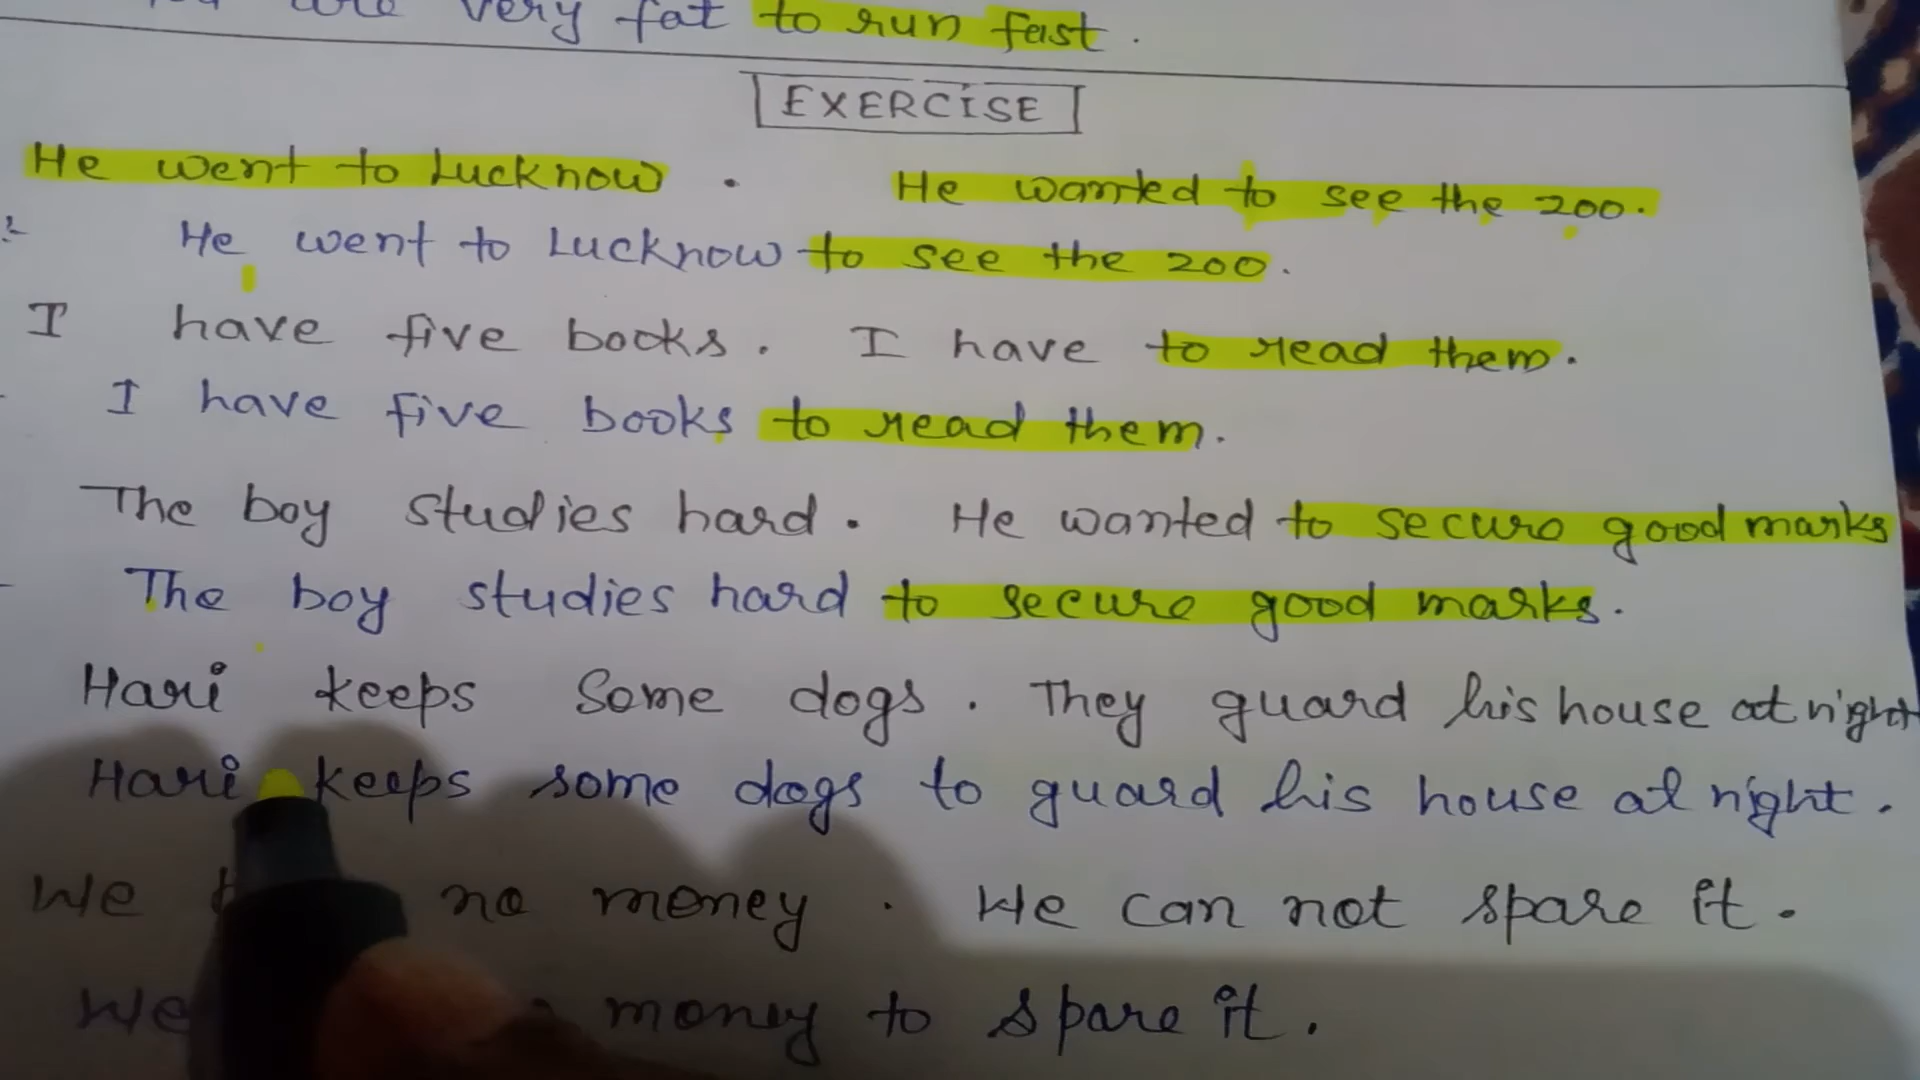 are very fat to run fast.
EXERCISE
He went to Lucknow. He wanted to see the zoo.
He went to Lucknow to see the zoo.
I have five books. I have to read them.
I have five books to read them.
The boy studies hard. He wanted to secure good marks
The boy studies hard to secure good marks.
Hari keeps some dogs. They guard his house at night
Hari keeps some dogs to guard his house at night.
We no money. He can not spare it.
We money to spare it.